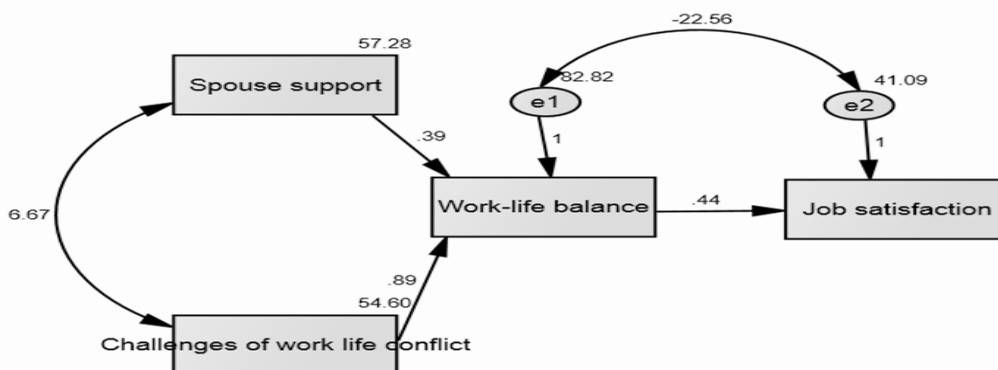 -22.56
57.28
82.82
41.09
Spouse support
e1
e2
.39
1
1
6.67
Work-life balance
.44
Job satisfaction
.89
54.60
Challenges of work life conflict